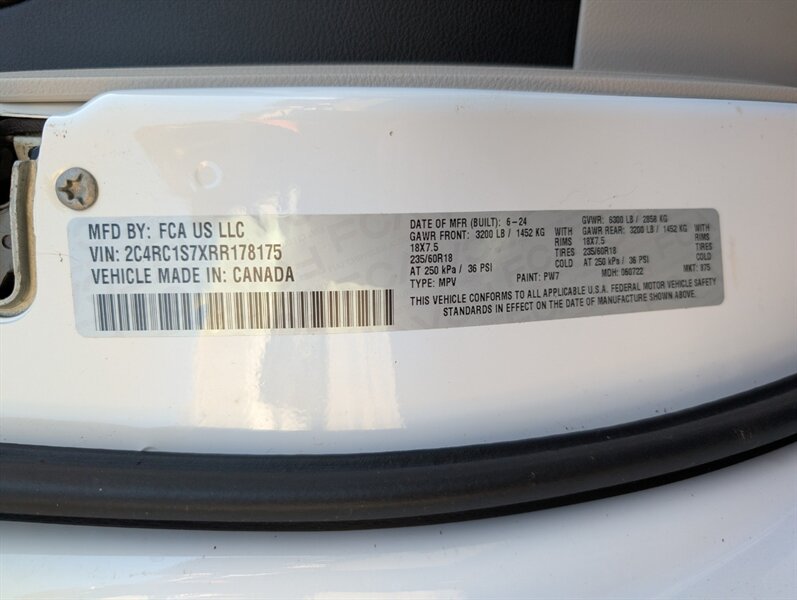 MFD BY: FCA US LLC
VIN: 2C4RC1S7XRR178175
VEHICLE MADE IN: CANADA
DATE OF MFR (BUILT): 6-24 GVWR: 6300 LB / 2858 KG
GAWR FRONT: 3200 LB / 1452 KG WITH GAWR REAR: 3200 LB / 1452 KG WITH
18X7.5 RIMS 18X7.5 RIMS
235/60R18 TIRES 235/60R18 TIRES
AT 250 kPa / 36 PSI COLD AT 250 kPa / 36 PSI COLD
TYPE: MPV PAINT: PW7 MDH: 060722 MKT: 875
THIS VEHICLE CONFORMS TO ALL APPLICABLE U.S.A. FEDERAL MOTOR VEHICLE SAFETY
STANDARDS IN EFFECT ON THE DATE OF MANUFACTURE SHOWN ABOVE.